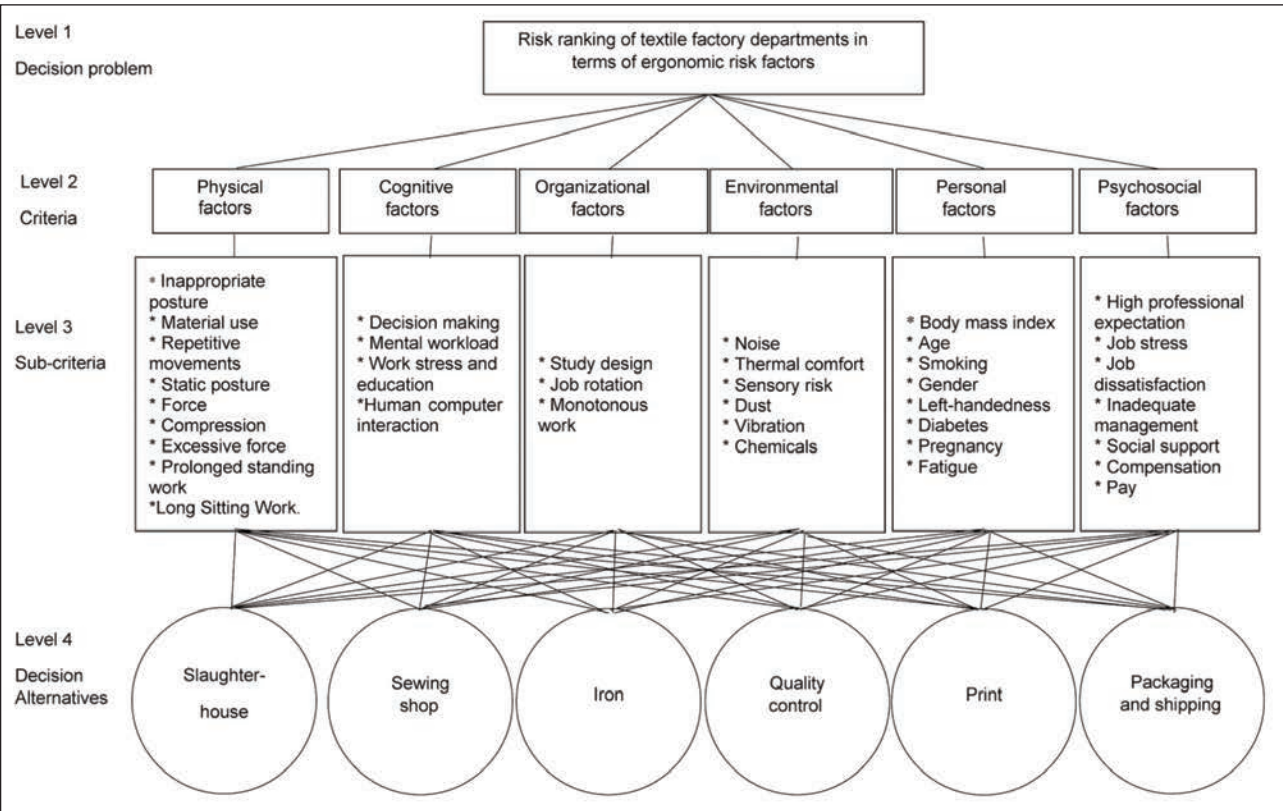 Level 1
Decision problem
Risk ranking of textile factory departments in
terms of ergonomic risk factors
Level 2
Criteria
Physical
factors
Cognitive
factors
Organizational
factors
Environmental
factors
Personal
factors
Psychosocial
factors
Level 3
Sub-criteria
* Inappropriate
posture
* Material use
* Repetitive
movements
* Static posture
* Force
* Compression
* Excessive force
* Prolonged standing
work
*Long Sitting Work.
* Decision making
* Mental workload
* Work stress and
education
*Human computer
interaction
* Study design
* Job rotation
* Monotonous
work
* Noise
* Thermal comfort
* Sensory risk
* Dust
* Vibration
* Chemicals
* Body mass index
* Age
* Smoking
* Gender
* Left-handedness
* Diabetes
* Pregnancy
* Fatigue
* High professional
expectation
* Job stress
* Job
dissatisfaction
* Inadequate
management
* Social support
* Compensation
* Pay
Level 4
Decision
Alternatives
Slaughter-
house
Sewing
shop
Iron
Quality
control
Print
Packaging
and shipping